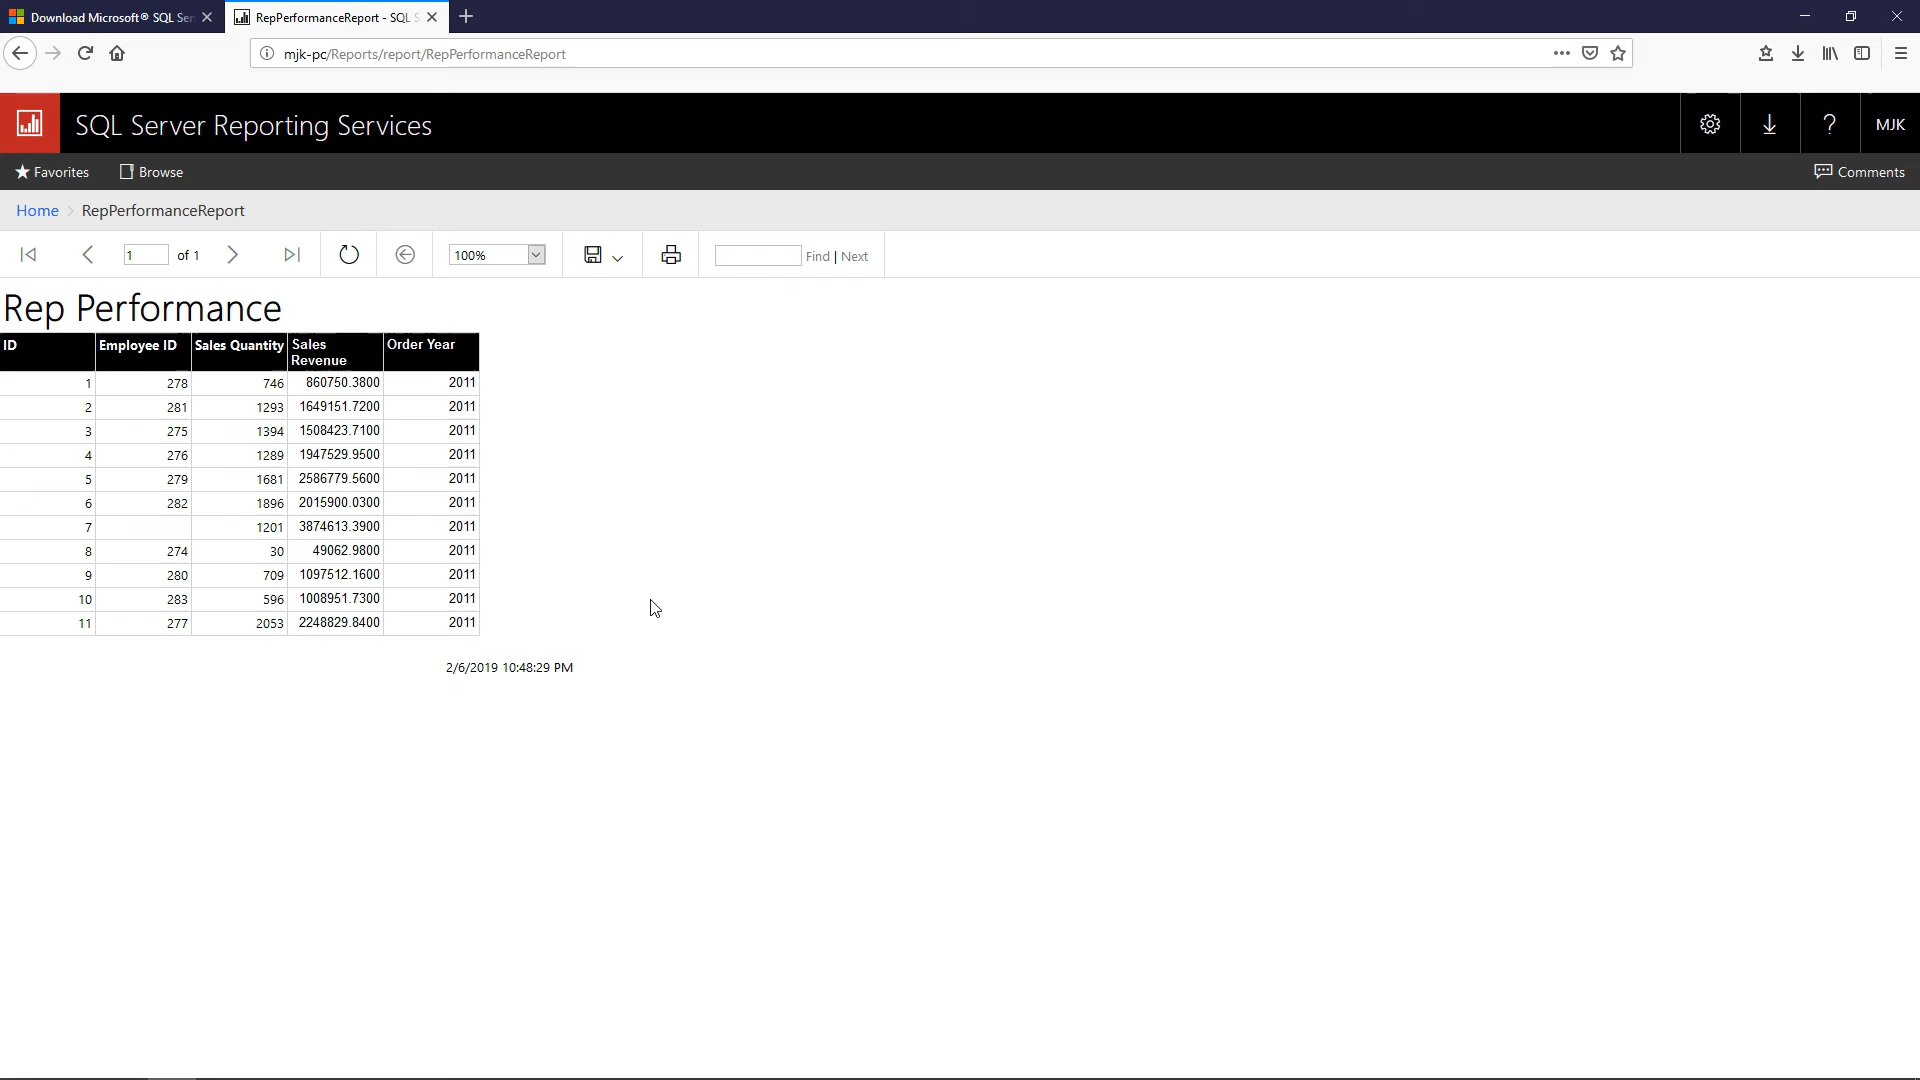 Download Microsoft® SQL Ser
RepPerformanceReport - SQL S
mjk-pc/Reports/report/RepPerformanceReport
SQL Server Reporting Services
? MJK
Favorites Browse Comments
Home RepPerformanceReport
1 of 1 100% Find | Next
Rep Performance
ID Employee ID Sales Quantity Sales Revenue Order Year
1 278 746 860750.3800 2011
2 281 1293 1649151.7200 2011
3 275 1394 1508423.7100 2011
4 276 1289 1947529.9500 2011
5 279 1681 2586779.5600 2011
6 282 1896 2015900.0300 2011
7 1201 3874613.3900 2011
8 274 30 49062.9800 2011
9 280 709 1097512.1600 2011
10 283 596 1008951.7300 2011
11 277 2053 2248829.8400 2011
2/6/2019 10:48:29 PM